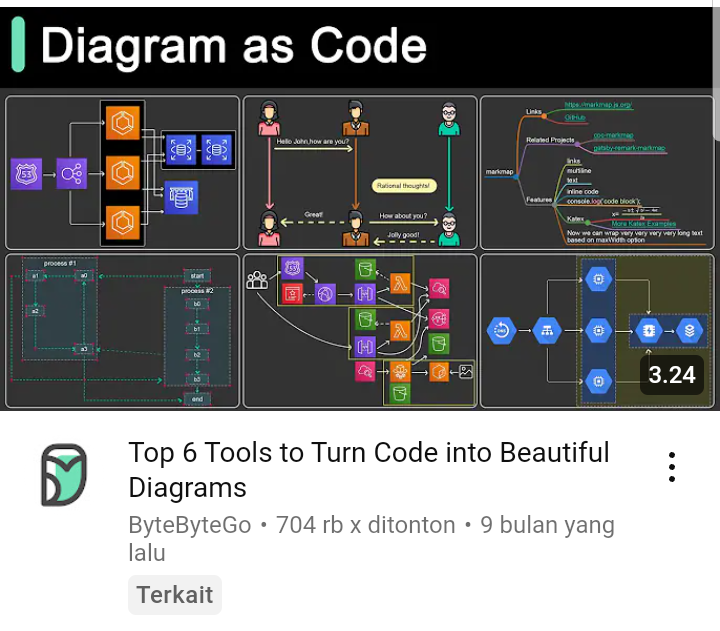 Diagram as Code
53
Hello John,how are you?
Rational thoughts!
Great!
How about you?
Jolly good!!
markmap
Links
https://markmap.js.org/
GitHub
Related Projects
coc-markmap
gatsby-remark-markmap
Features
links
multiline
text
inline code
console.log('code block');
Katex
More Katex Examples
Now we can wrap very very very very long text
based on maxWidth option
process #1
a1
a0
a2
a3
start
process #2
b0
b1
b2
b3
end
53
3.24
Top 6 Tools to Turn Code into Beautiful
Diagrams
ByteByteGo • 704 rb x ditonton • 9 bulan yang
lalu
Terkait